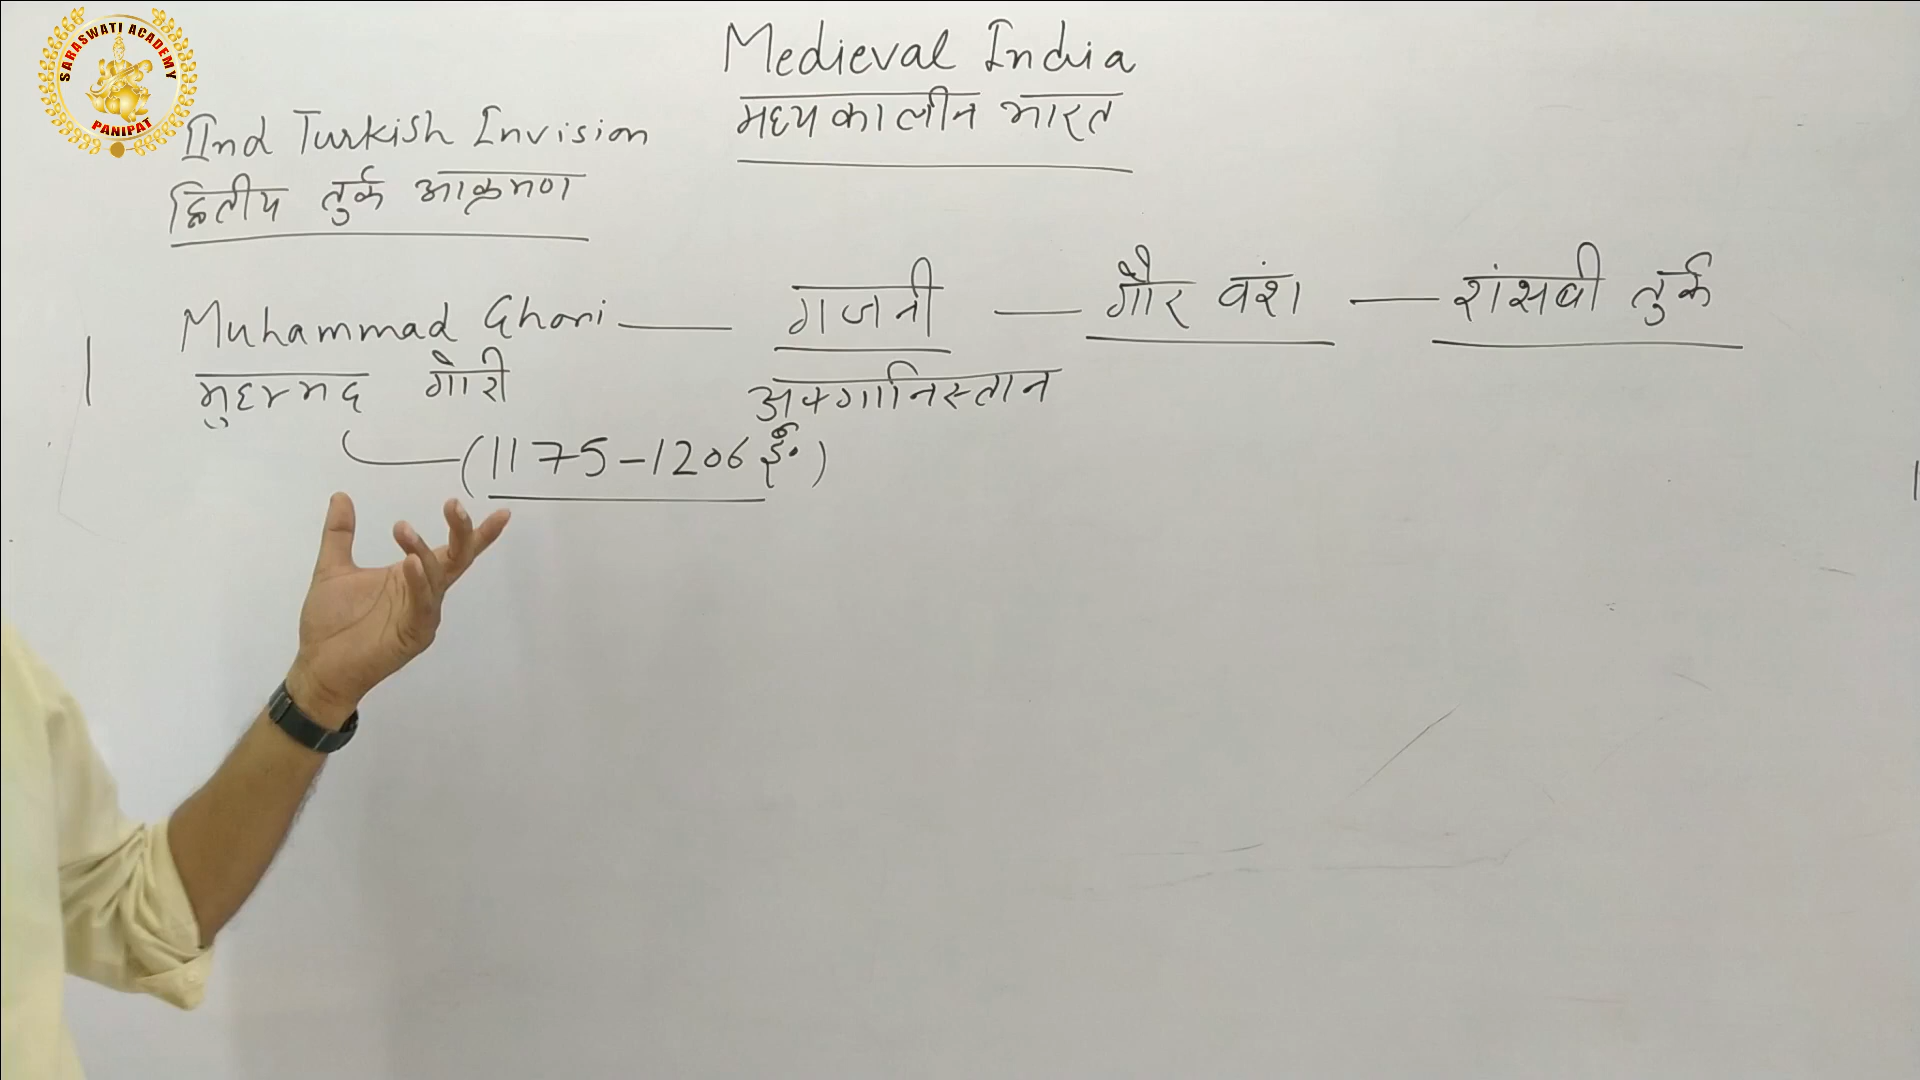 SARASWATI ACADEMY
PANIPAT
Medieval India
मध्यकालीन भारत
IInd Turkish Invision
द्वितीय तुर्क आक्रमण
Muhammad Ghori — गजनी — गौर वंश — शंसबी तुर्क
मुहम्मद गौरी अफगानिस्तान
(1175-1206 ई.)